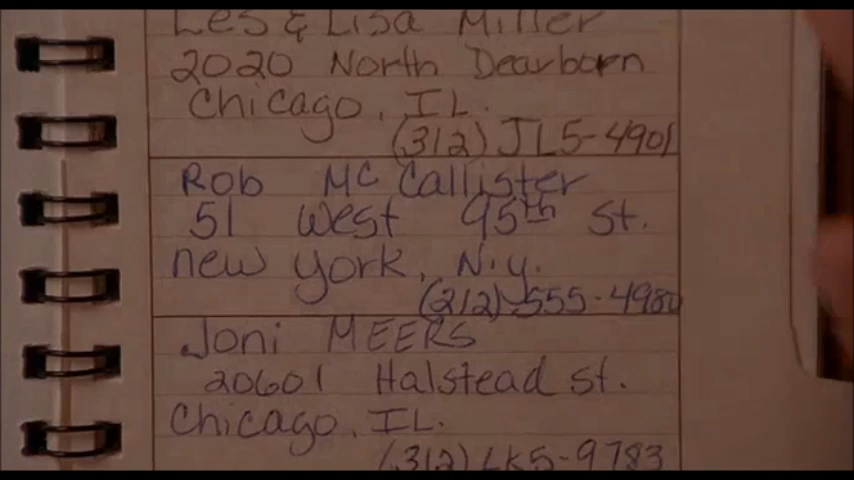 Les & Lisa Miller
2020 North Dearborn
Chicago, IL.
(312) JL5-4901
Rob Mc Callister
51 West 95th St.
new york, N.y.
(212) 555-4980
Joni MEERS
20601 Halstead St.
Chicago, IL.
(312) LK5-9783